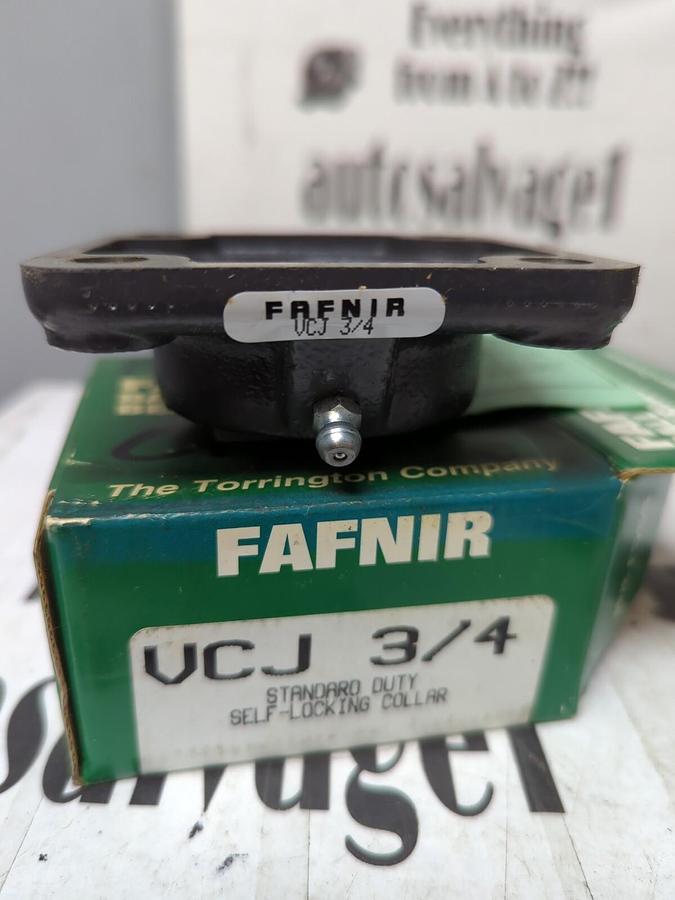 Everything
from A to Z!!
autosalvage1
FAFNIR
VCJ 3/4
The Torrington Company
FAFNIR
VCJ 3/4
STANDARD DUTY
SELF-LOCKING COLLAR
salvage1